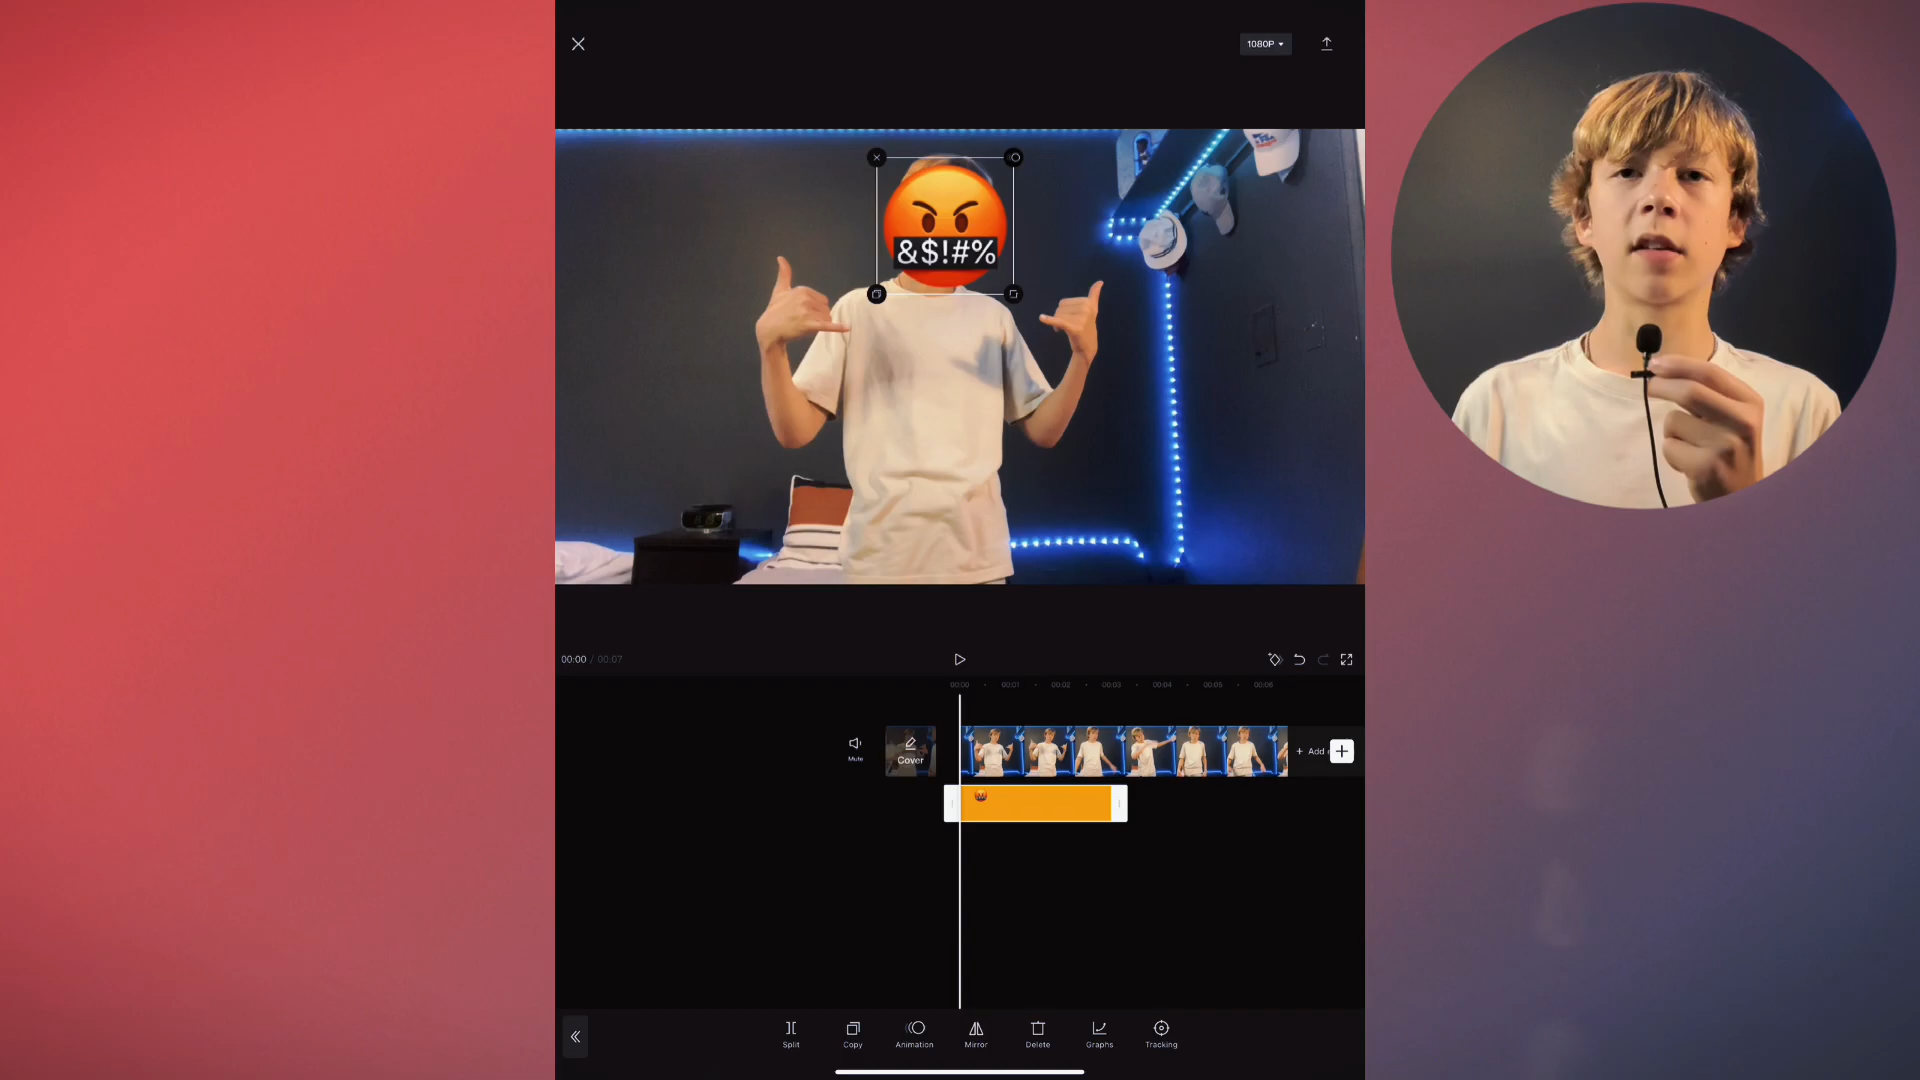 1080P
&$!#%
00:00 / 00:07
00:00 00:01 00:02 00:03 00:04 00:05 00:06
Mute
Cover
+ Add
Split
Copy
Animation
Mirror
Delete
Graphs
Tracking